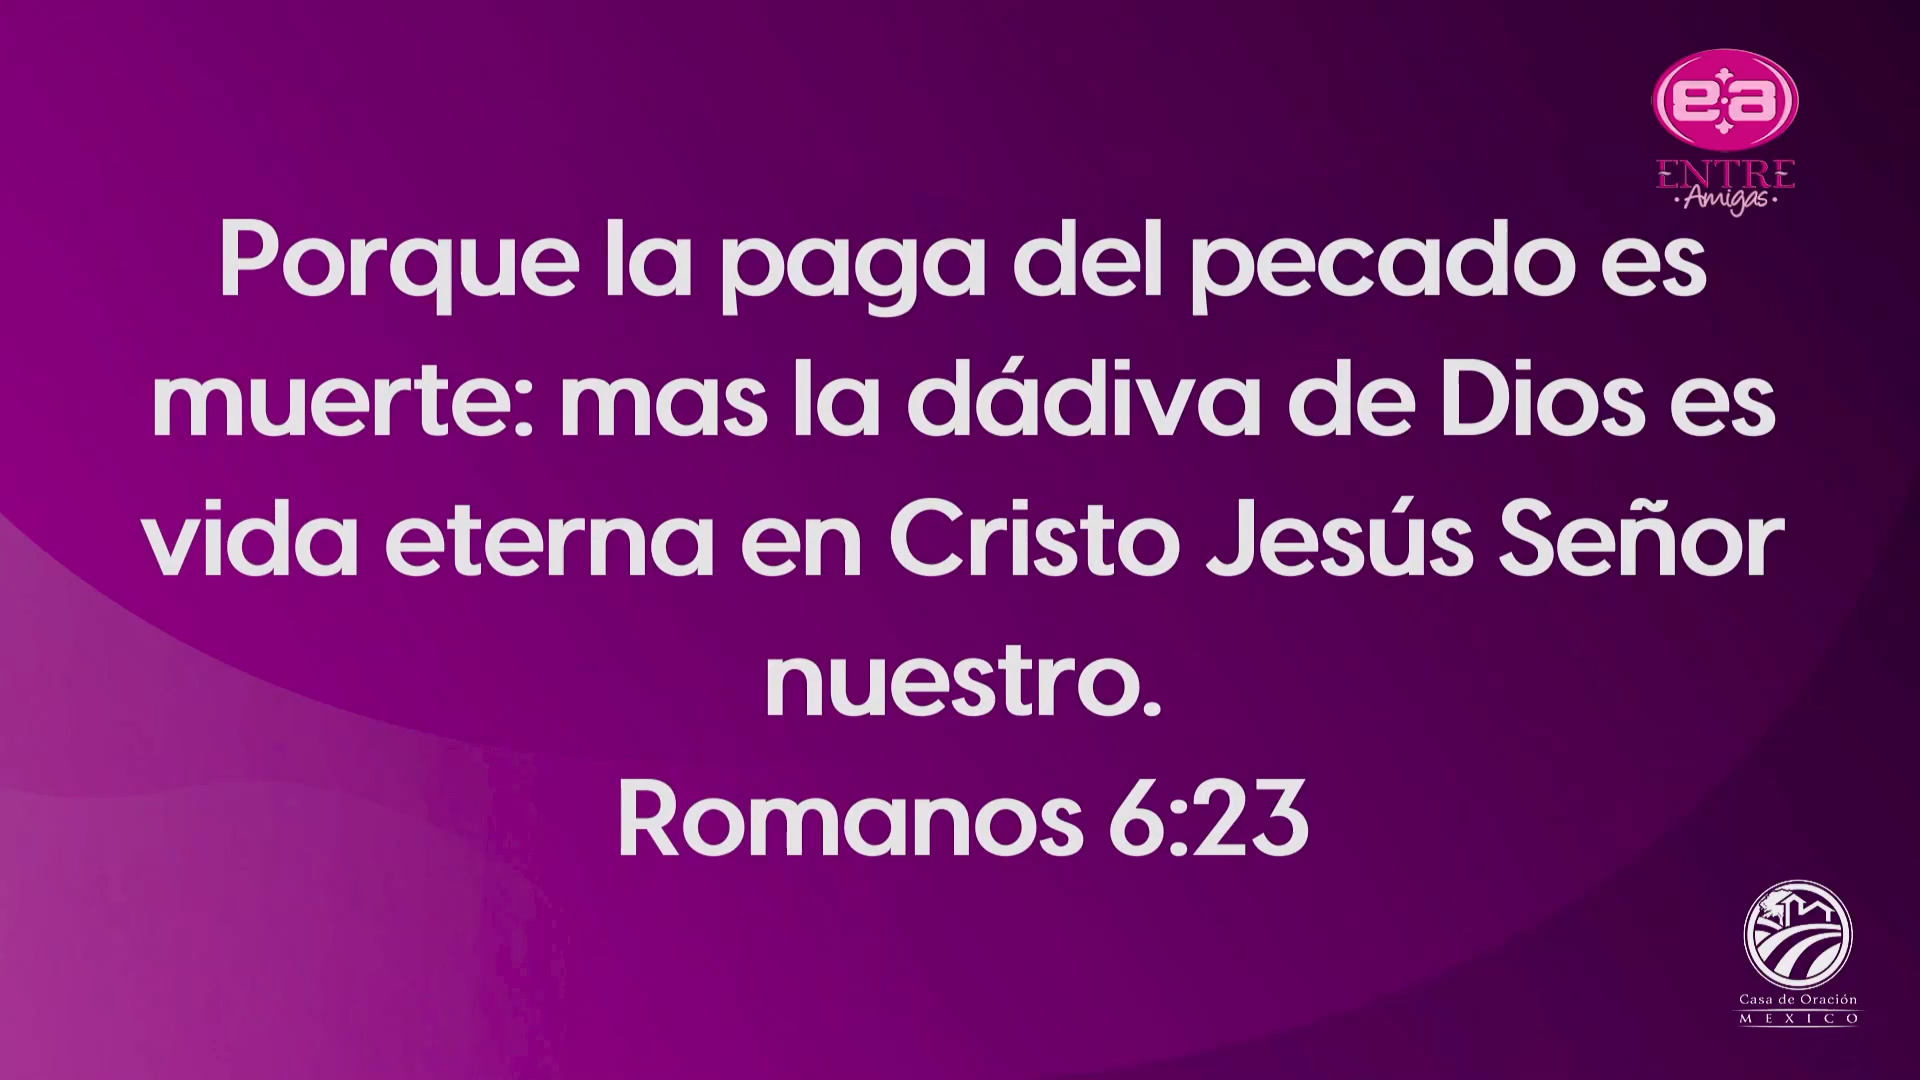 ea
ENTRE
·Amigas·
Porque la paga del pecado es
muerte: mas la dádiva de Dios es
vida eterna en Cristo Jesús Señor
nuestro.
Romanos 6:23
Casa de Oración
MEXICO